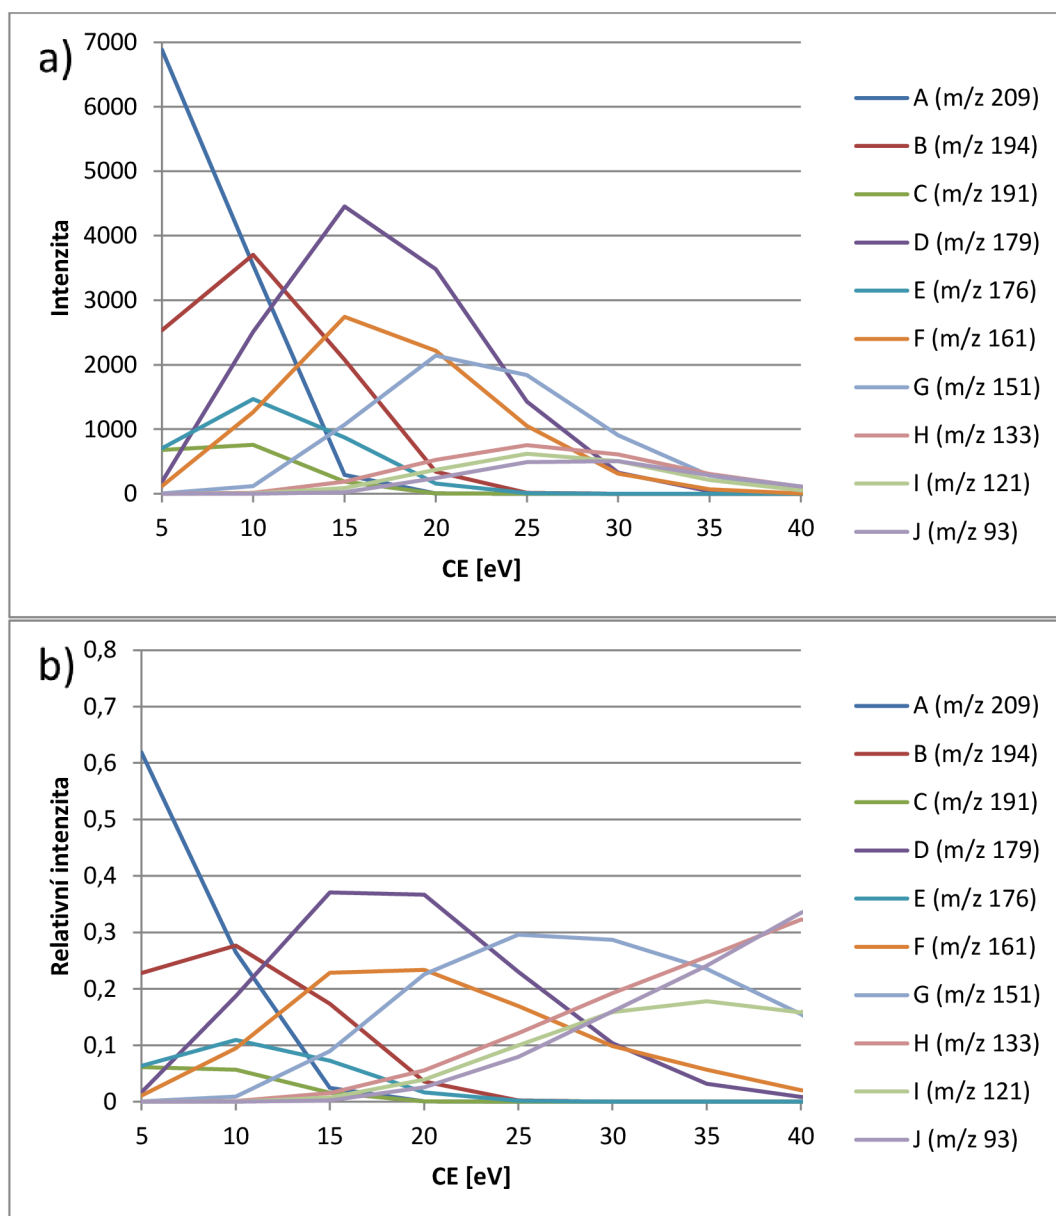 a)
7000
6000
5000
4000
3000
2000
1000
0
Intenzita
5 10 15 20 25 30 35 40
CE [eV]
A (m/z 209)
B (m/z 194)
C (m/z 191)
D (m/z 179)
E (m/z 176)
F (m/z 161)
G (m/z 151)
H (m/z 133)
I (m/z 121)
J (m/z 93)
b)
0,8
0,7
0,6
0,5
0,4
0,3
0,2
0,1
0
Relativní intenzita
5 10 15 20 25 30 35 40
CE [eV]
A (m/z 209)
B (m/z 194)
C (m/z 191)
D (m/z 179)
E (m/z 176)
F (m/z 161)
G (m/z 151)
H (m/z 133)
I (m/z 121)
J (m/z 93)